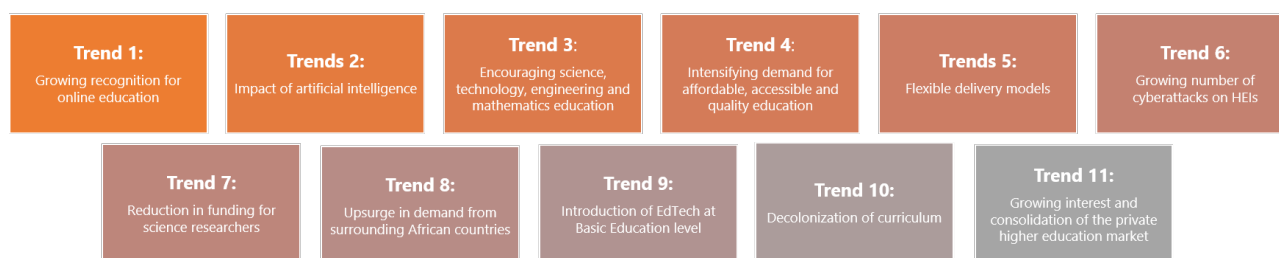 Trend 1:
Growing recognition for
online education
Trends 2:
Impact of artificial intelligence
Trend 3:
Encouraging science,
technology, engineering and
mathematics education
Trend 4:
Intensifying demand for
affordable, accessible and
quality education
Trends 5:
Flexible delivery models
Trend 6:
Growing number of
cyberattacks on HEIs
Trend 7:
Reduction in funding for
science researchers
Trend 8:
Upsurge in demand from
surrounding African countries
Trend 9:
Introduction of EdTech at
Basic Education level
Trend 10:
Decolonization of curriculum
Trend 11:
Growing interest and
consolidation of the private
higher education market